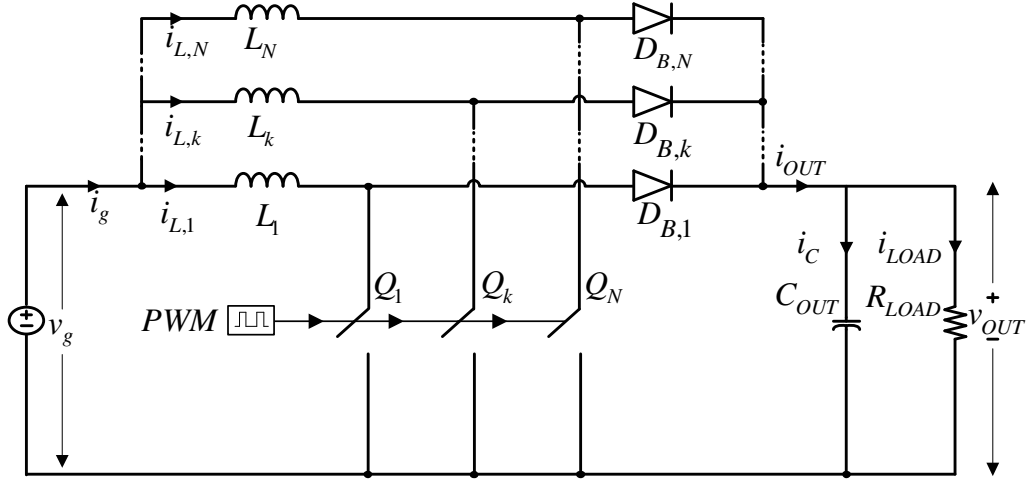 i_{L,N}
L_N
D_{B,N}
i_{L,k}
L_k
D_{B,k}
i_g
i_{L,1}
L_1
D_{B,1}
i_{OUT}
v_g
PWM
Q_1
Q_k
Q_N
i_C
i_{LOAD}
C_{OUT}
R_{LOAD}
v_{OUT}